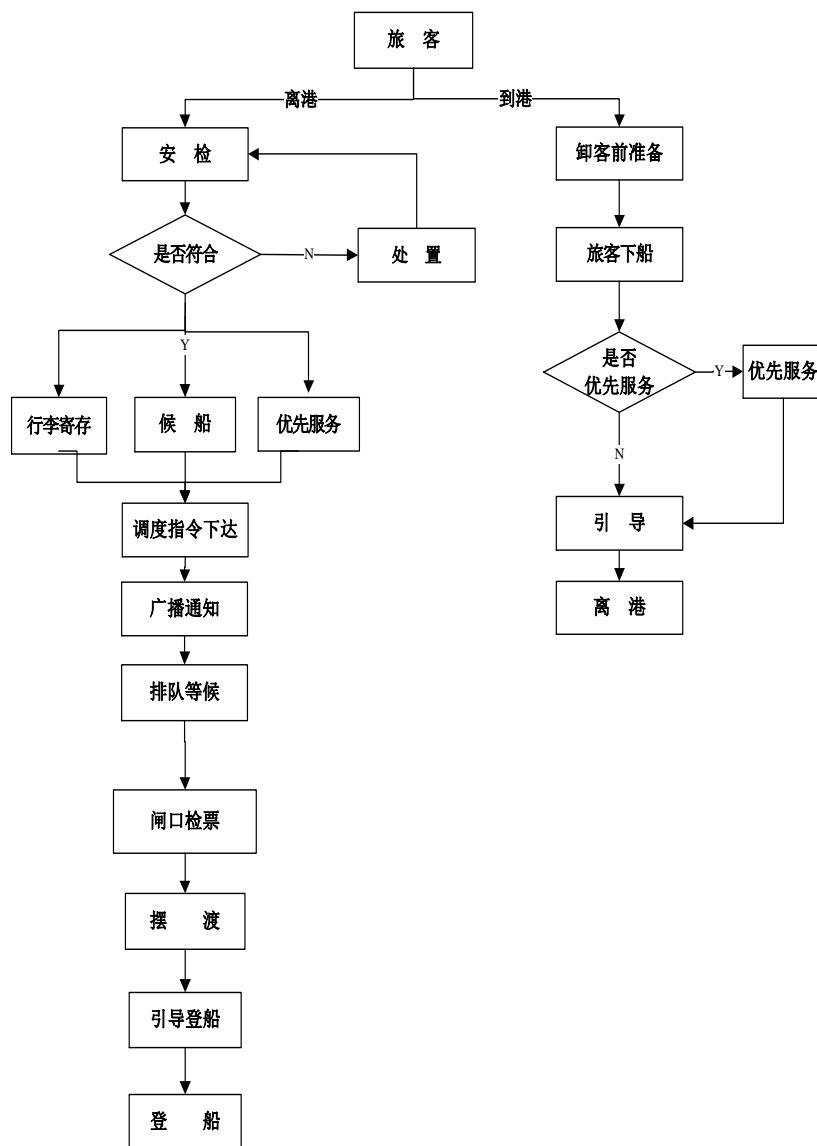 旅 客
离港
到港
安 检
卸客前准备
是否符合
N
处 置
旅客下船
Y
是否
优先服务
Y
优先服务
行李寄存
候 船
优先服务
N
调度指令下达
引 导
广播通知
离 港
排队等候
闸口检票
摆 渡
引导登船
登 船